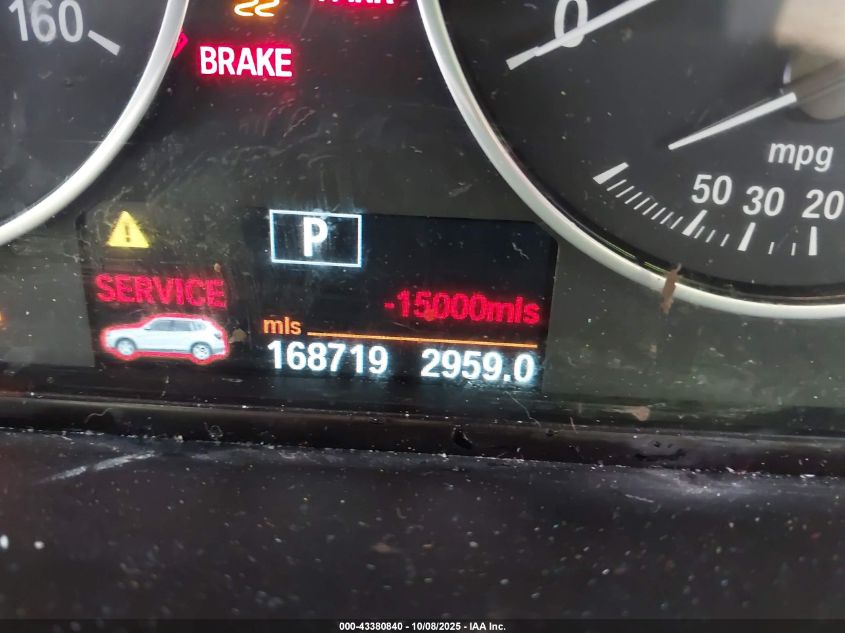 160
BRAKE
0
mpg
50 30 20
P
SERVICE
-15000mls
mls
168719 2959.0
000-43380840 - 10/08/2025 - IAA Inc.